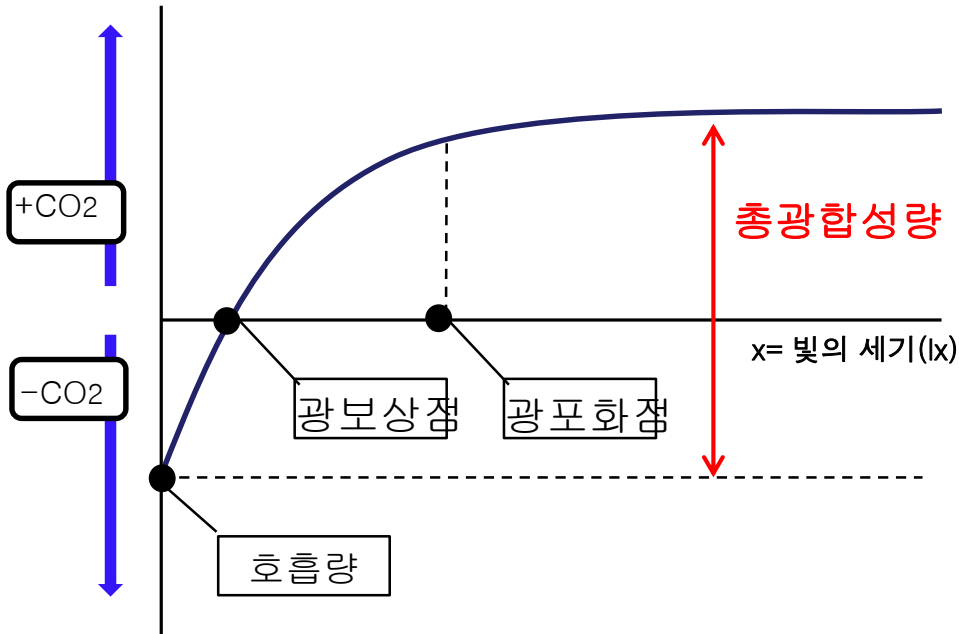 +CO2
총광합성량
x= 빛의 세기(lx)
-CO2
광보상점
광포화점
호흡량